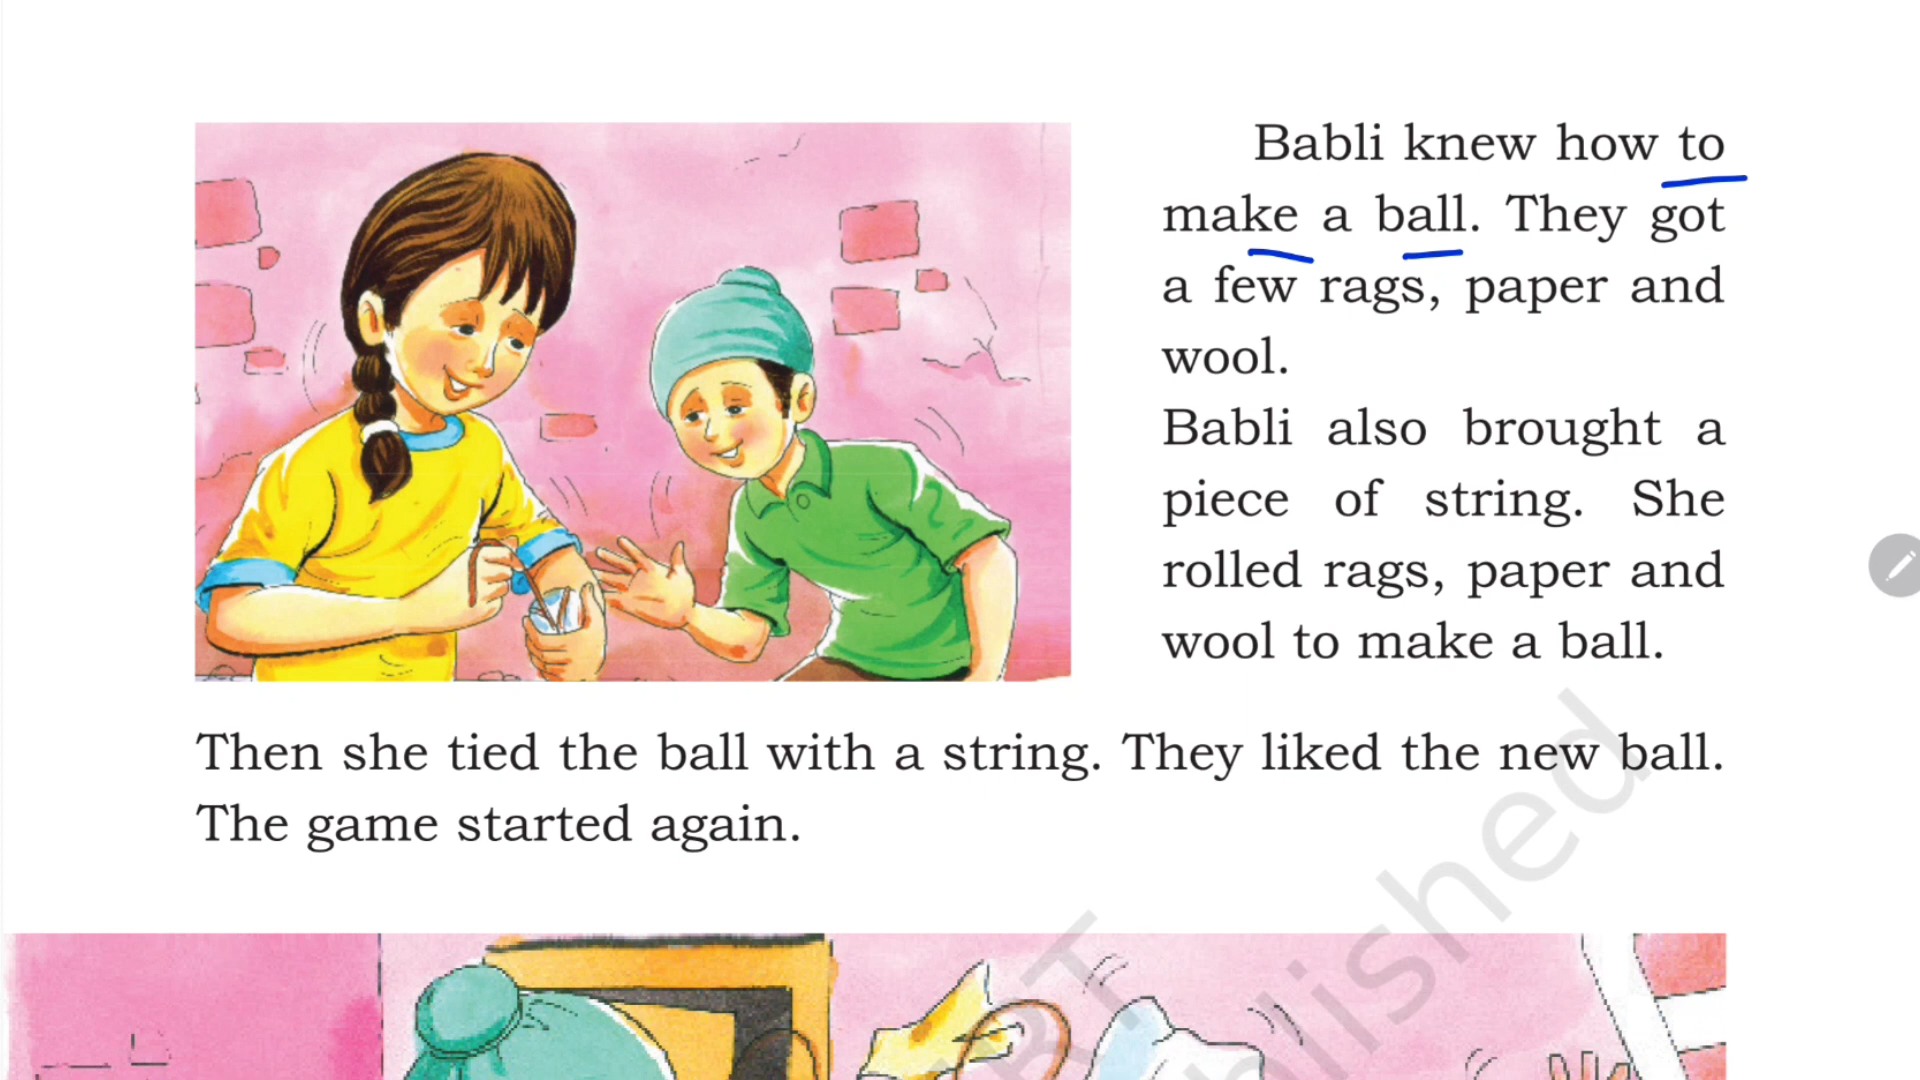 Babli knew how to
make a ball. They got
a few rags, paper and
wool.
Babli also brought a
piece of string. She
rolled rags, paper and
wool to make a ball.
Then she tied the ball with a string. They liked the new ball.
The game started again.